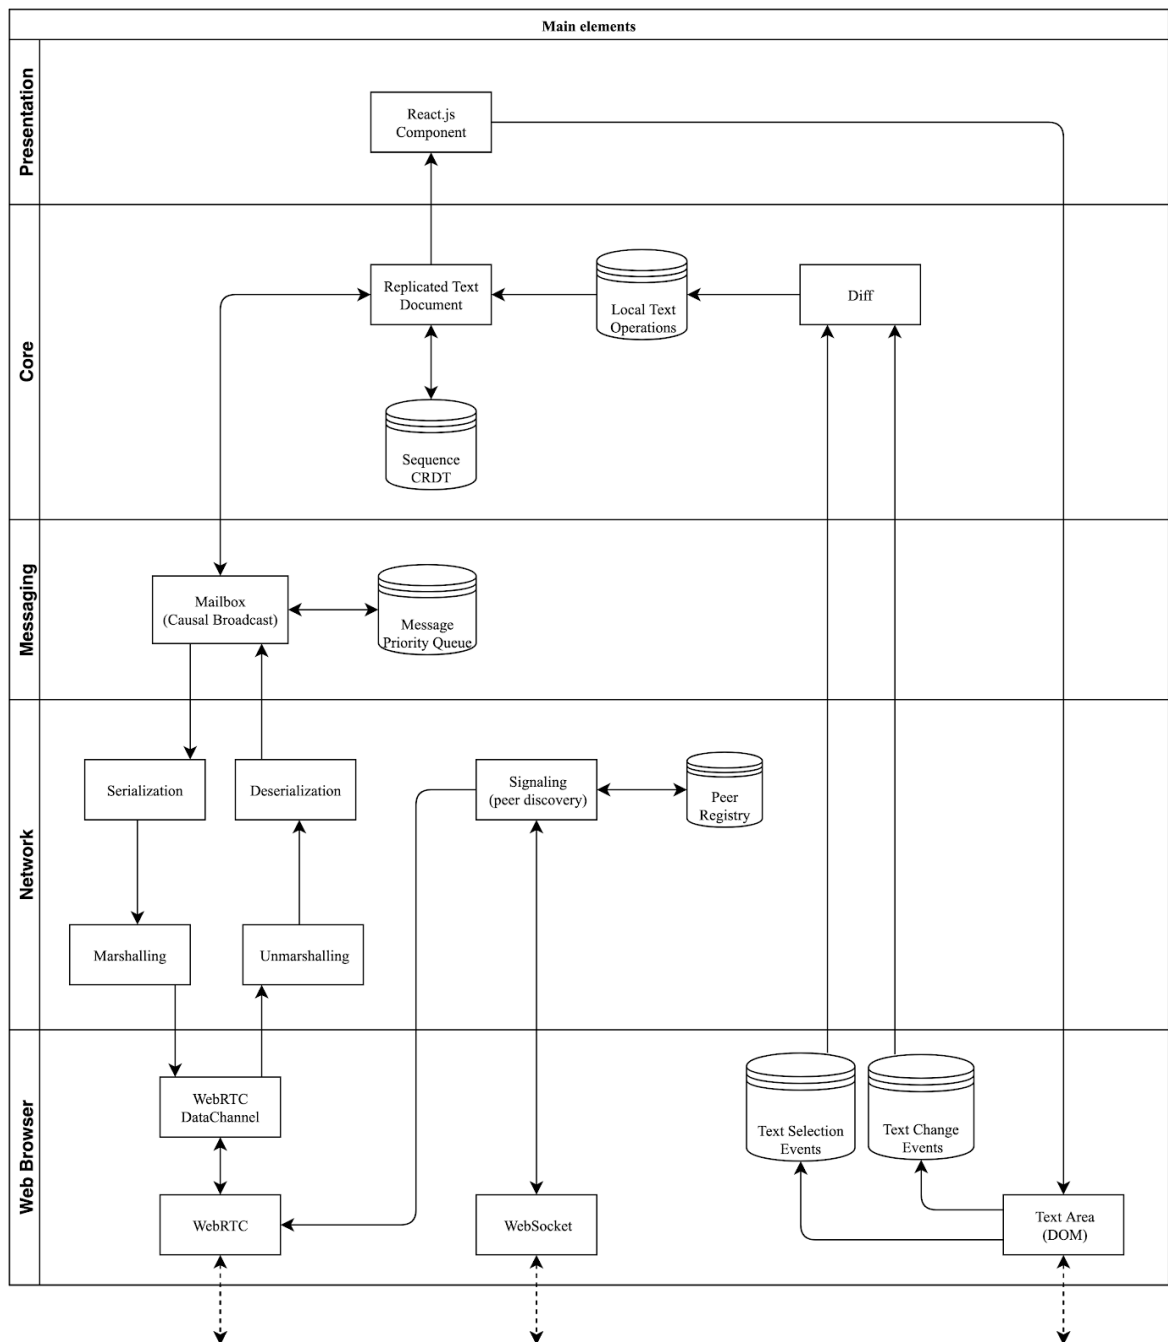 Main elements
Presentation
React.js
Component
Core
Replicated Text
Document
Local Text
Operations
Diff
Sequence
CRDT
Messaging
Mailbox
(Causal Broadcast)
Message
Priority Queue
Network
Serialization
Deserialization
Signaling
(peer discovery)
Peer
Registry
Marshalling
Unmarshalling
Web Browser
WebRTC
DataChannel
Text Selection
Events
Text Change
Events
WebRTC
WebSocket
Text Area
(DOM)